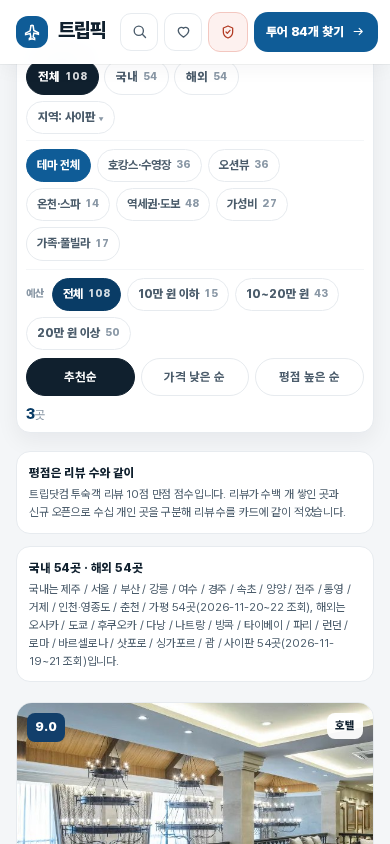 트립픽
투어 84개 찾기 →
전체 108
국내 54
해외 54
지역: 사이판 ▾
테마 전체
호캉스·수영장 36
오션뷰 36
온천·스파 14
역세권·도보 48
가성비 27
가족·풀빌라 17
예산
전체 108
10만 원 이하 15
10~20만 원 43
20만 원 이상 50
추천순
가격 낮은 순
평점 높은 순
3곳
평점은 리뷰 수와 같이
트립닷컴 투숙객 리뷰 10점 만점 점수입니다. 리뷰가 수백 개 쌓인 곳과
신규 오픈으로 수십 개인 곳을 구분해 리뷰 수를 카드에 같이 적었습니다.
국내 54곳 · 해외 54곳
국내는 제주 / 서울 / 부산 / 강릉 / 여수 / 경주 / 속초 / 양양 / 전주 / 통영 /
거제 / 인천·영종도 / 춘천 / 가평 54곳(2026-11-20~22 조회), 해외는
오사카 / 도쿄 / 후쿠오카 / 다낭 / 나트랑 / 방콕 / 타이베이 / 파리 / 런던 /
로마 / 바르셀로나 / 삿포로 / 싱가포르 / 괌 / 사이판 54곳(2026-11-
19~21 조회)입니다.
9.0
호텔